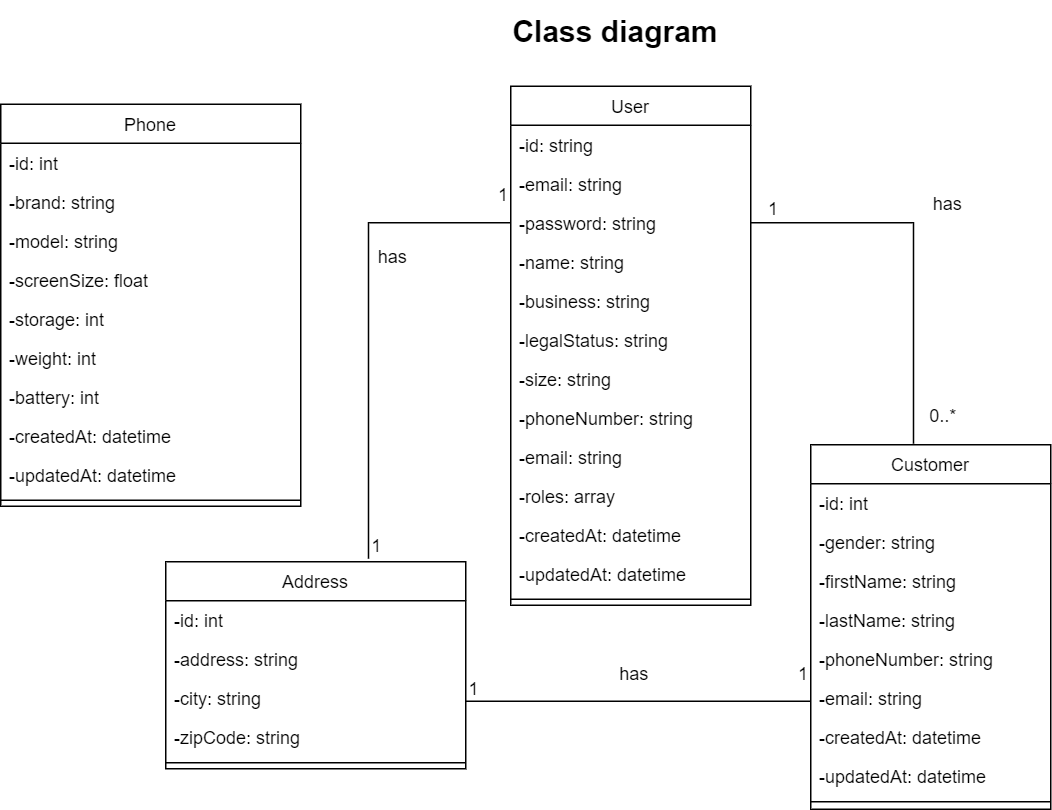 Class diagram
Phone
-id: int
-brand: string
-model: string
-screenSize: float
-storage: int
-weight: int
-battery: int
-createdAt: datetime
-updatedAt: datetime
User
-id: string
-email: string
-password: string
-name: string
-business: string
-legalStatus: string
-size: string
-phoneNumber: string
-email: string
-roles: array
-createdAt: datetime
-updatedAt: datetime
1
has
1
1
has
0..*
Address
-id: int
-address: string
-city: string
-zipCode: string
1
has
1
Customer
-id: int
-gender: string
-firstName: string
-lastName: string
-phoneNumber: string
-email: string
-createdAt: datetime
-updatedAt: datetime